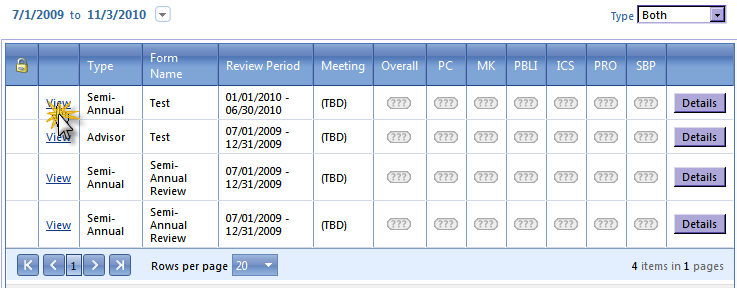 7/1/2009 to 11/3/2010 Type Both
Type Form Name Review Period Meeting Overall PC MK PBLI ICS PRO SBP
View Semi-Annual Test 01/01/2010 - 06/30/2010 (TBD) ??? ??? ??? ??? ??? ??? ??? Details
View Advisor Test 07/01/2009 - 12/31/2009 (TBD) ??? ??? ??? ??? ??? ??? ??? Details
View Semi-Annual Semi-Annual Review 07/01/2009 - 12/31/2009 (TBD) ??? ??? ??? ??? ??? ??? ??? Details
View Semi-Annual Semi-Annual Review 07/01/2009 - 12/31/2009 (TBD) ??? ??? ??? ??? ??? ??? ??? Details
1 Rows per page 20 4 items in 1 pages